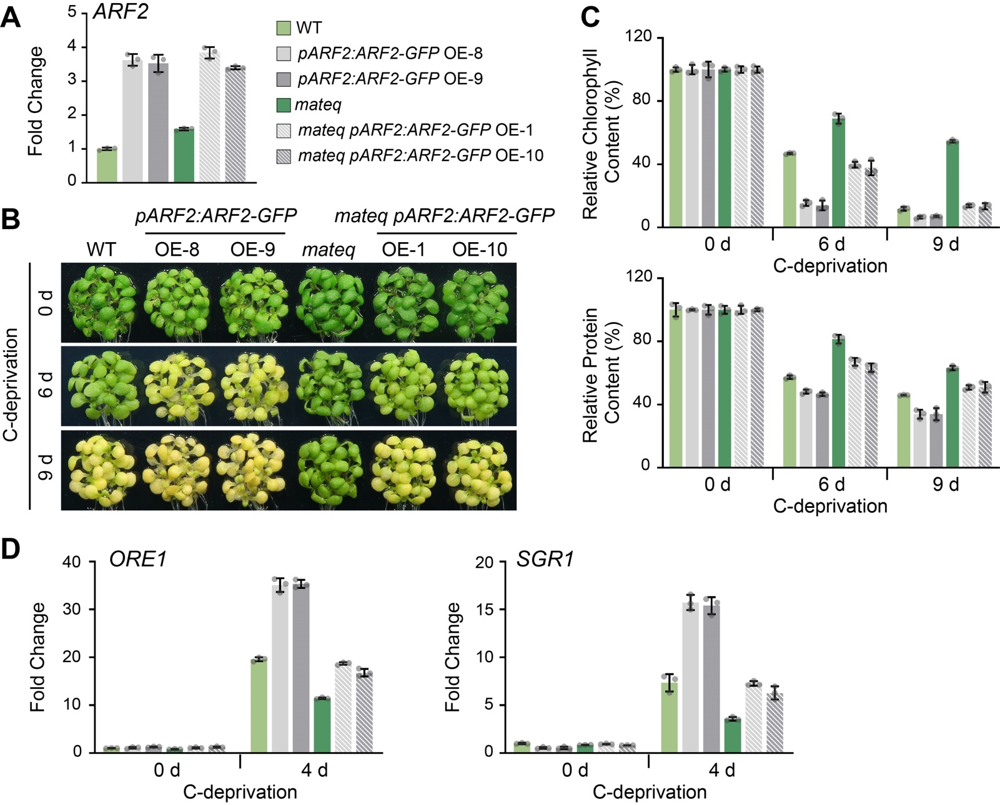 A
ARF2
Fold Change
5
4
3
2
1
0
WT
pARF2:ARF2-GFP OE-8
pARF2:ARF2-GFP OE-9
mateq
mateq pARF2:ARF2-GFP OE-1
mateq pARF2:ARF2-GFP OE-10
B
pARF2:ARF2-GFP
mateq pARF2:ARF2-GFP
WT
OE-8
OE-9
mateq
OE-1
OE-10
C-deprivation
0 d
6 d
9 d
C
Relative Chlorophyll
Content (%)
120
80
40
0
0 d
6 d
9 d
C-deprivation
Relative Protein
Content (%)
120
80
40
0
0 d
6 d
9 d
C-deprivation
D
ORE1
Fold Change
40
30
20
10
0
0 d
4 d
C-deprivation
SGR1
Fold Change
20
15
10
5
0
0 d
4 d
C-deprivation